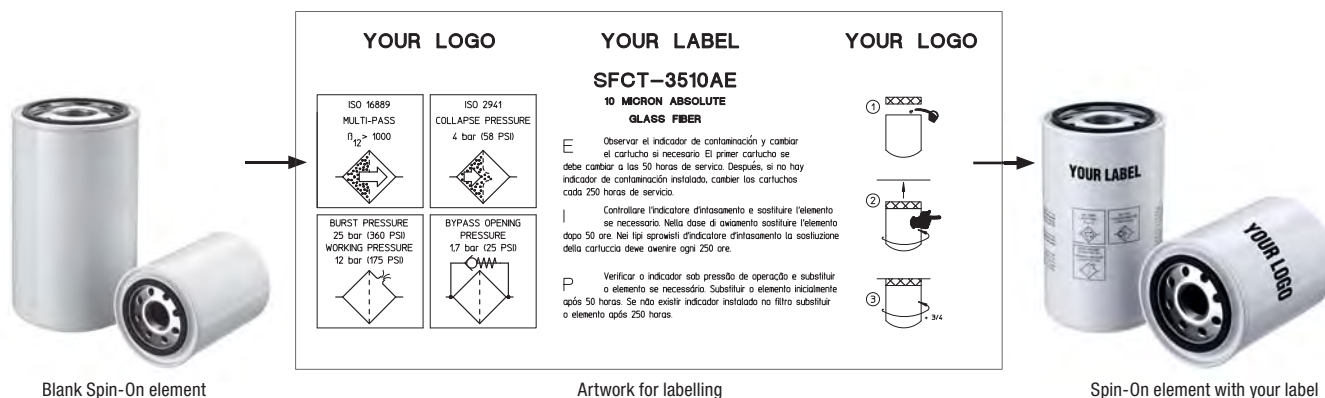 YOUR LOGO
YOUR LABEL
YOUR LOGO
SFCT-3510AE
10 MICRON ABSOLUTE
GLASS FIBER
ISO 16889
MULTI-PASS
β12 > 1000
ISO 2941
COLLAPSE PRESSURE
4 bar (58 PSI)
BURST PRESSURE
25 bar (360 PSI)
WORKING PRESSURE
12 bar (175 PSI)
BYPASS OPENING
PRESSURE
1,7 bar (25 PSI)
E Observar el indicador de contaminación y cambiar
el cartucho si necesario El primer cartucho se
debe cambiar a las 50 horas de servico. Después, si no hay
indicador de contaminación instalado, cambier los cartuchos
cada 250 horas de servicio.
I Controllare l'indicatore d'intasamento e sostituire l'elemento
se necessario. Nella dase di awiamento sostituire l'elemento
dopo 50 ore. Nei tipi sprowisti d'indicatore d'intasamento la sostiuzione
della cartuccia dewe awenire ogni 250 ore.
P Verificar o indicador sob pressão de operação e substituir
o elemento se necessário. Substituir o elemento inicialmente
após 50 horas. Se não existir indicador instalado no filtro substituir
o elemento após 250 horas.
1
2
3
+ 3/4
YOUR LABEL
YOUR LOGO
Blank Spin-On element
Artwork for labelling
Spin-On element with your label